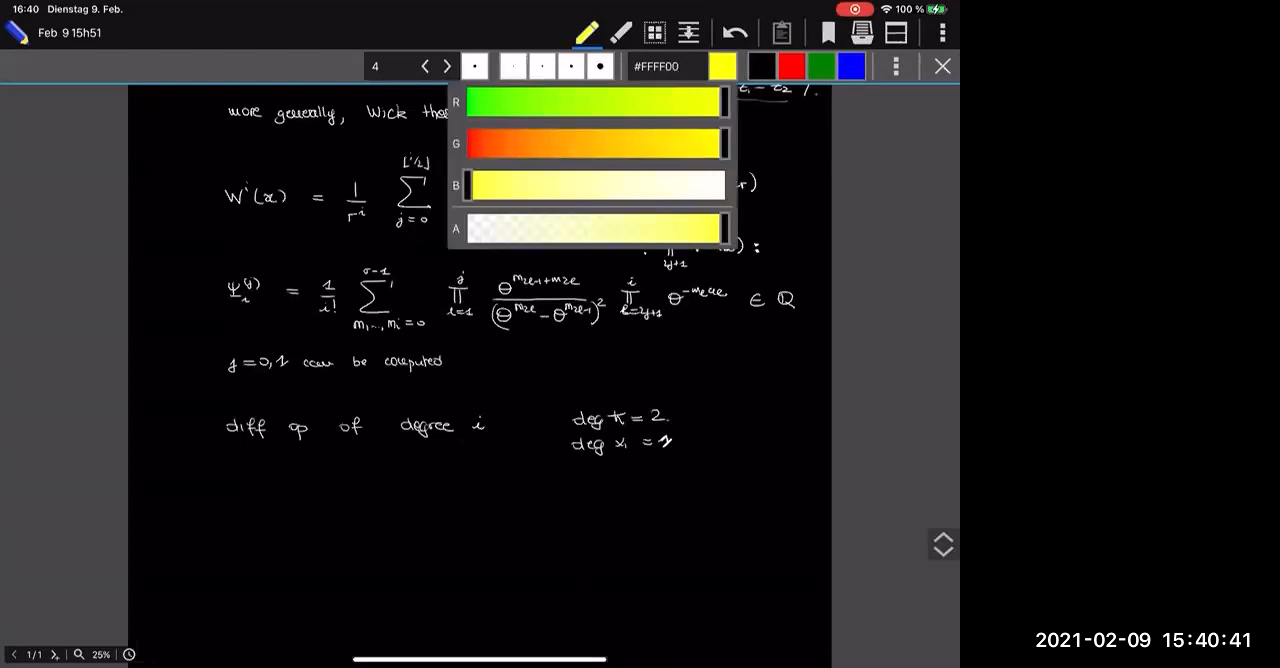 16:40 Dienstag 9. Feb.
100 %
Feb 9 15h51
4
#FFFF00
R
G
B
A
more generally, Wick
W^i(x) = 1/r^i ∑_{j=0}^{⌊i/2⌋}
Ψ_i^{(j)} = 1/i! ∑_{m_1,...,m_i=0}^{r-1} ∏_{l=1}^{j} θ^{m_{2l-1}+m_{2l}}/(θ^{m_{2l}} - θ^{m_{2l-1}})^2 ∏_{l=2j+1}^{i} θ^{-m_l a_l} ∈ ℚ
j=0,1 can be computed
diff op of degree i
deg ħ = 2
deg x_i = 1
1/1
25%
2021-02-09 15:40:41